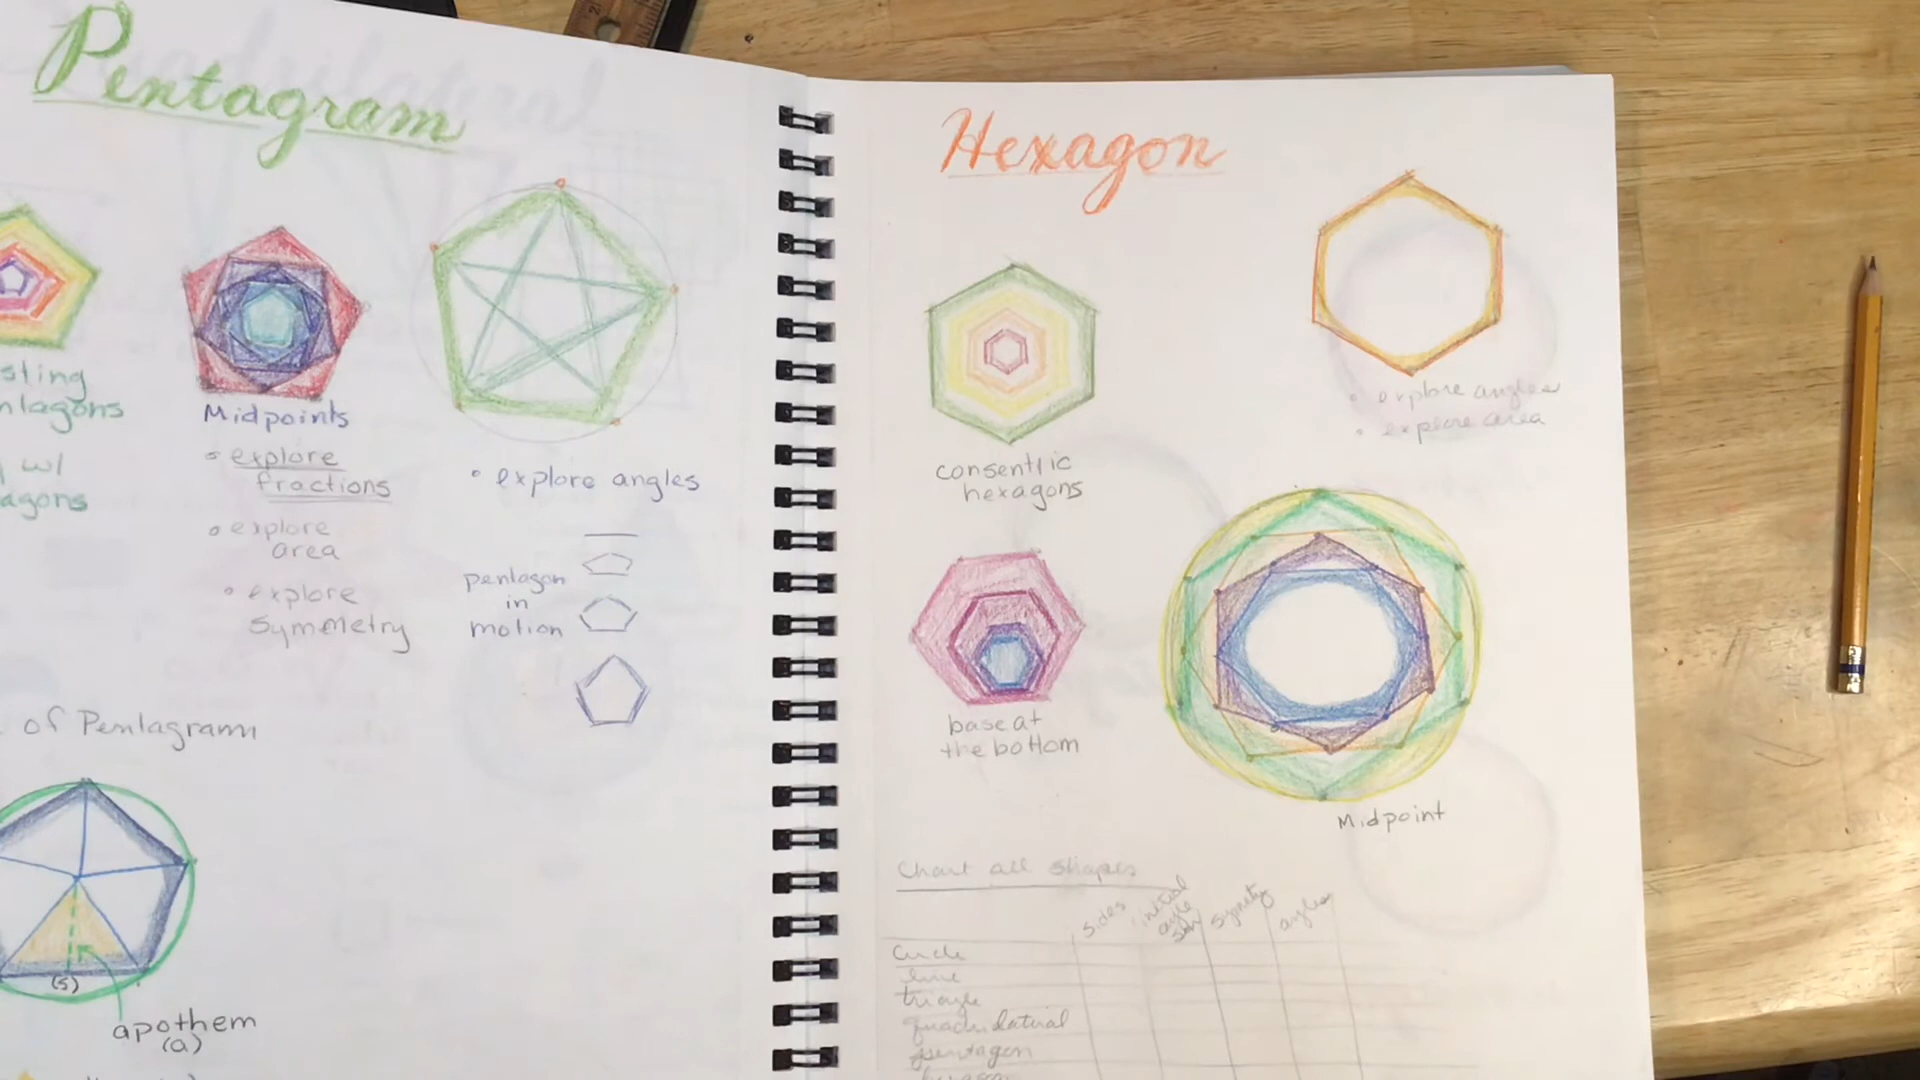 Pentagram
sting
ntagons
w/
agons
Midpoints
• explore
fractions
• explore
area
• explore
Symmetry
• explore angles
pentagon
in
motion
of Pentagram
(s)
apothem
(a)
Hexagon
consentric
hexagons
• explore angles
• explore area
base at
the bottom
Midpoint
Chart all shapes
sides
angles
Circle
line
triangle
quadrilateral
pentagon